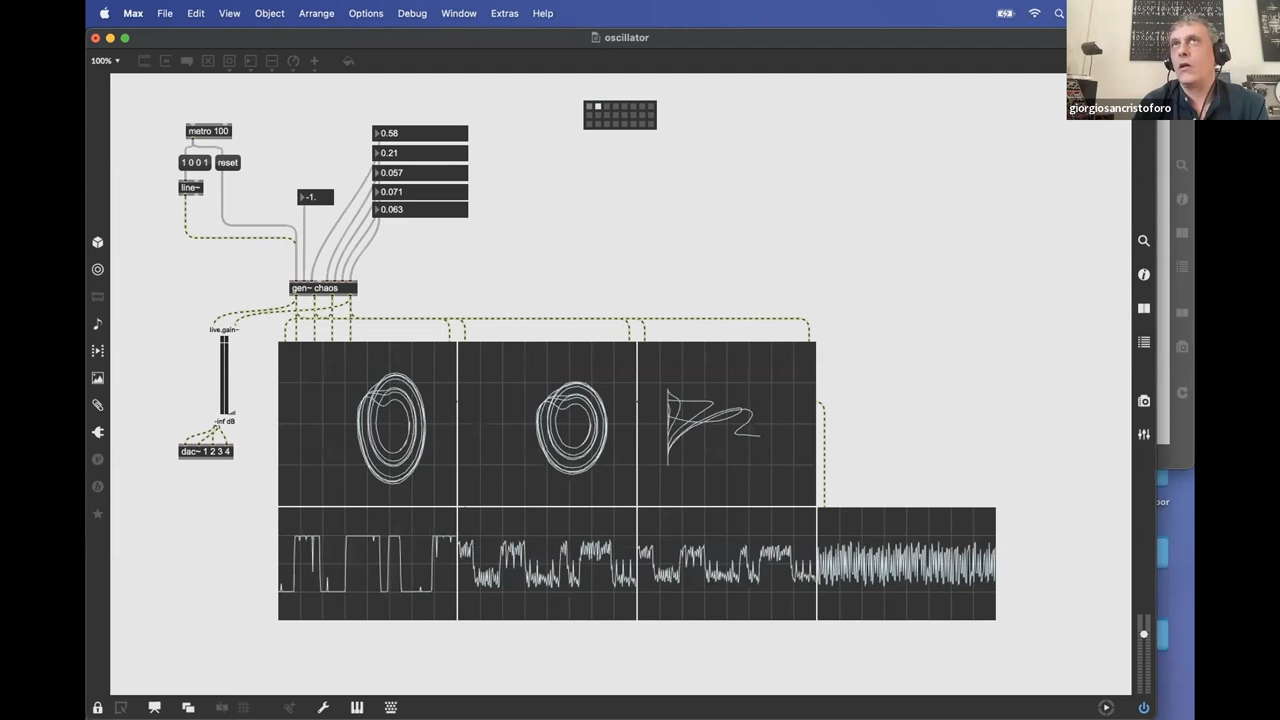 Max File Edit View Object Arrange Options Debug Window Extras Help
oscillator
100%
giorgiosancristoforo
metro 100
1 0 0 1 reset
line~
-1.
0.58
0.21
0.057
0.071
0.063
gen~ chaos
live.gain~
-inf dB
dac~ 1 2 3 4
oor